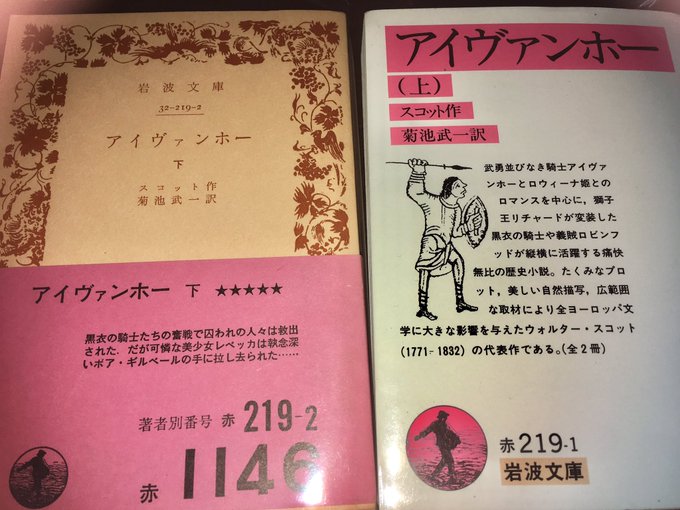 岩波文庫
32-219-2
アイヴァンホー
下
スコット作
菊池武一訳
アイヴァンホー 下 ★★★★★
黒衣の騎士たちの奮戦で囚われの人々は救出
された．だが可憐な美少女レベッカは執念深
いボア・ギルベールの手に拉し去られた……．
著者別番号 赤 219-2
赤 1146
アイヴァンホー
(上)
スコット作
菊池武一訳
武勇並びなき騎士アイヴァ
ンホーとロウィーナ姫との
ロマンスを中心に，獅子
王リチャードが変装した
黒衣の騎士や義賊ロビンフ
ッドが縦横に活躍する痛快
無比の歴史小説．たくみなプロ
ット，美しい自然描写，広範囲
な取材により全ヨーロッパ文
学に大きな影響を与えたウォルター・スコット
(1771-1832) の代表作である．(全2冊)
赤219-1
岩波文庫